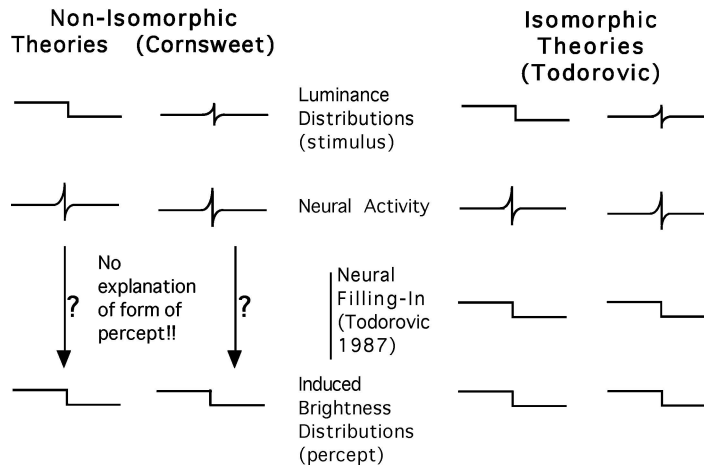 Non-Isomorphic
Theories (Cornsweet)
Isomorphic
Theories
(Todorovic)
Luminance
Distributions
(stimulus)
Neural Activity
No
explanation
of form of
percept!!
?
?
Neural
Filling-In
(Todorovic
1987)
Induced
Brightness
Distributions
(percept)